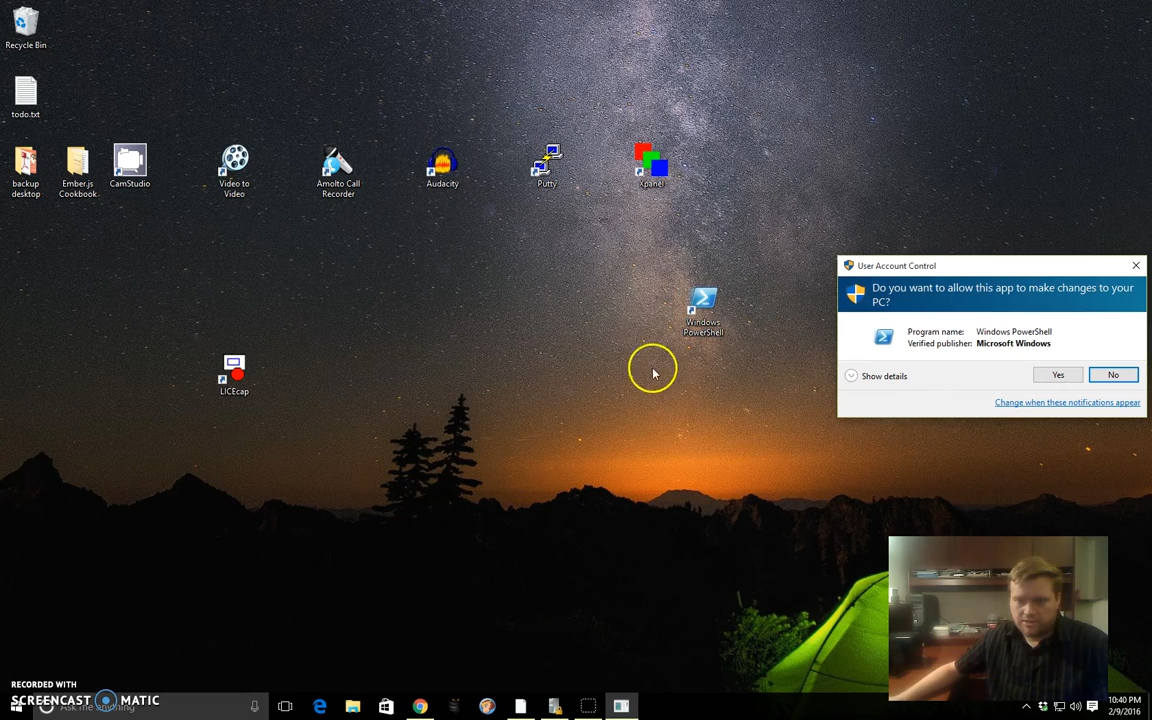 Recycle Bin
todo.txt
backup
desktop
Ember.js
Cookbook
CamStudio
Video to
Video
Amolto Call
Recorder
Audacity
Putty
Xpanel
Windows
PowerShell
LICEcap
User Account Control
Do you want to allow this app to make changes to your
PC?
Program name: Windows PowerShell
Verified publisher: Microsoft Windows
Show details
Yes
No
Change when these notifications appear
RECORDED WITH
SCREENCAST MATIC
Ask me anything
10:40 PM
2/9/2016